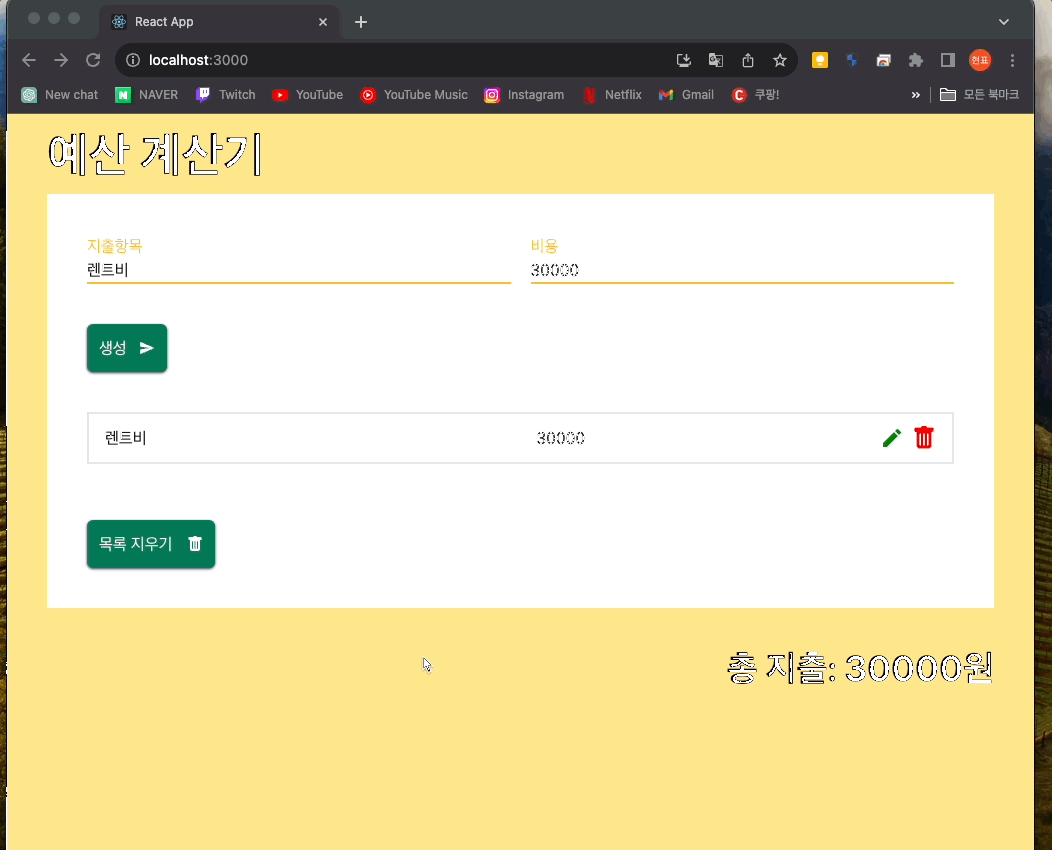 React App
localhost:3000
New chat NAVER Twitch YouTube YouTube Music Instagram Netflix Gmail 쿠팡! » 모든 북마크
현표
예산 계산기
지출항목 비용
렌트비 30000
생성
렌트비 30000
목록 지우기
총 지출: 30000원